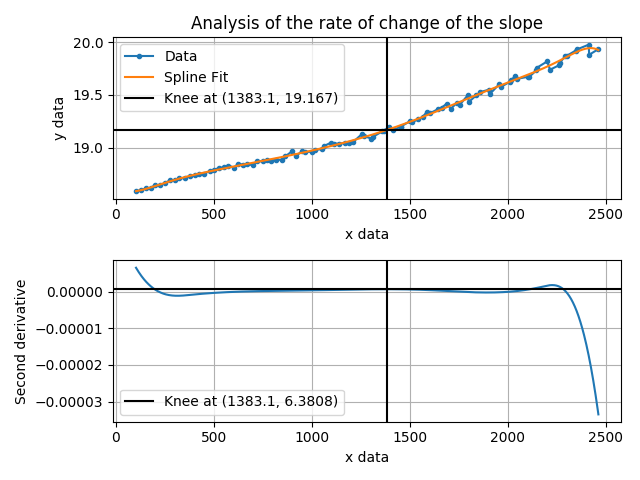 Analysis of the rate of change of the slope
20.0
19.5
19.0
y data
Data
Spline Fit
Knee at (1383.1, 19.167)
0 500 1000 1500 2000 2500
x data
0.00000
−0.00001
−0.00002
−0.00003
Second derivative
Knee at (1383.1, 6.3808)
0 500 1000 1500 2000 2500
x data